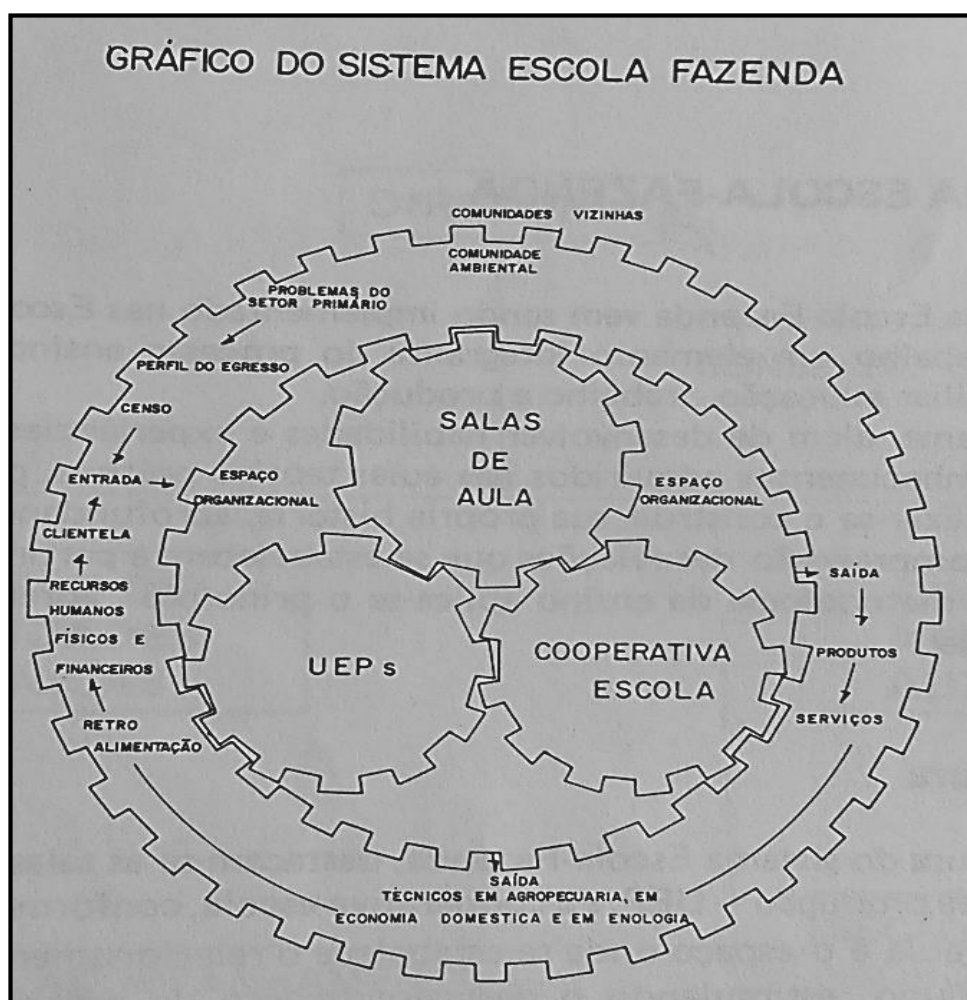 GRÁFICO DO SISTEMA ESCOLA FAZENDA
COMUNIDADES VIZINHAS
COMUNIDADE
AMBIENTAL
PROBLEMAS DO
SETOR PRIMÁRIO
PERFIL DO EGRESSO
CENSO
ENTRADA
CLIENTELA
RECURSOS
HUMANOS
FÍSICOS E
FINANCEIROS
RETRO
ALIMENTAÇÃO
ESPAÇO
ORGANIZACIONAL
SALAS
DE
AULA
ESPAÇO
ORGANIZACIONAL
UEPs
COOPERATIVA
ESCOLA
SAÍDA
PRODUTOS
SERVIÇOS
SAÍDA
TÉCNICOS EM AGROPECUARIA, EM
ECONOMIA DOMESTICA E EM ENOLOGIA